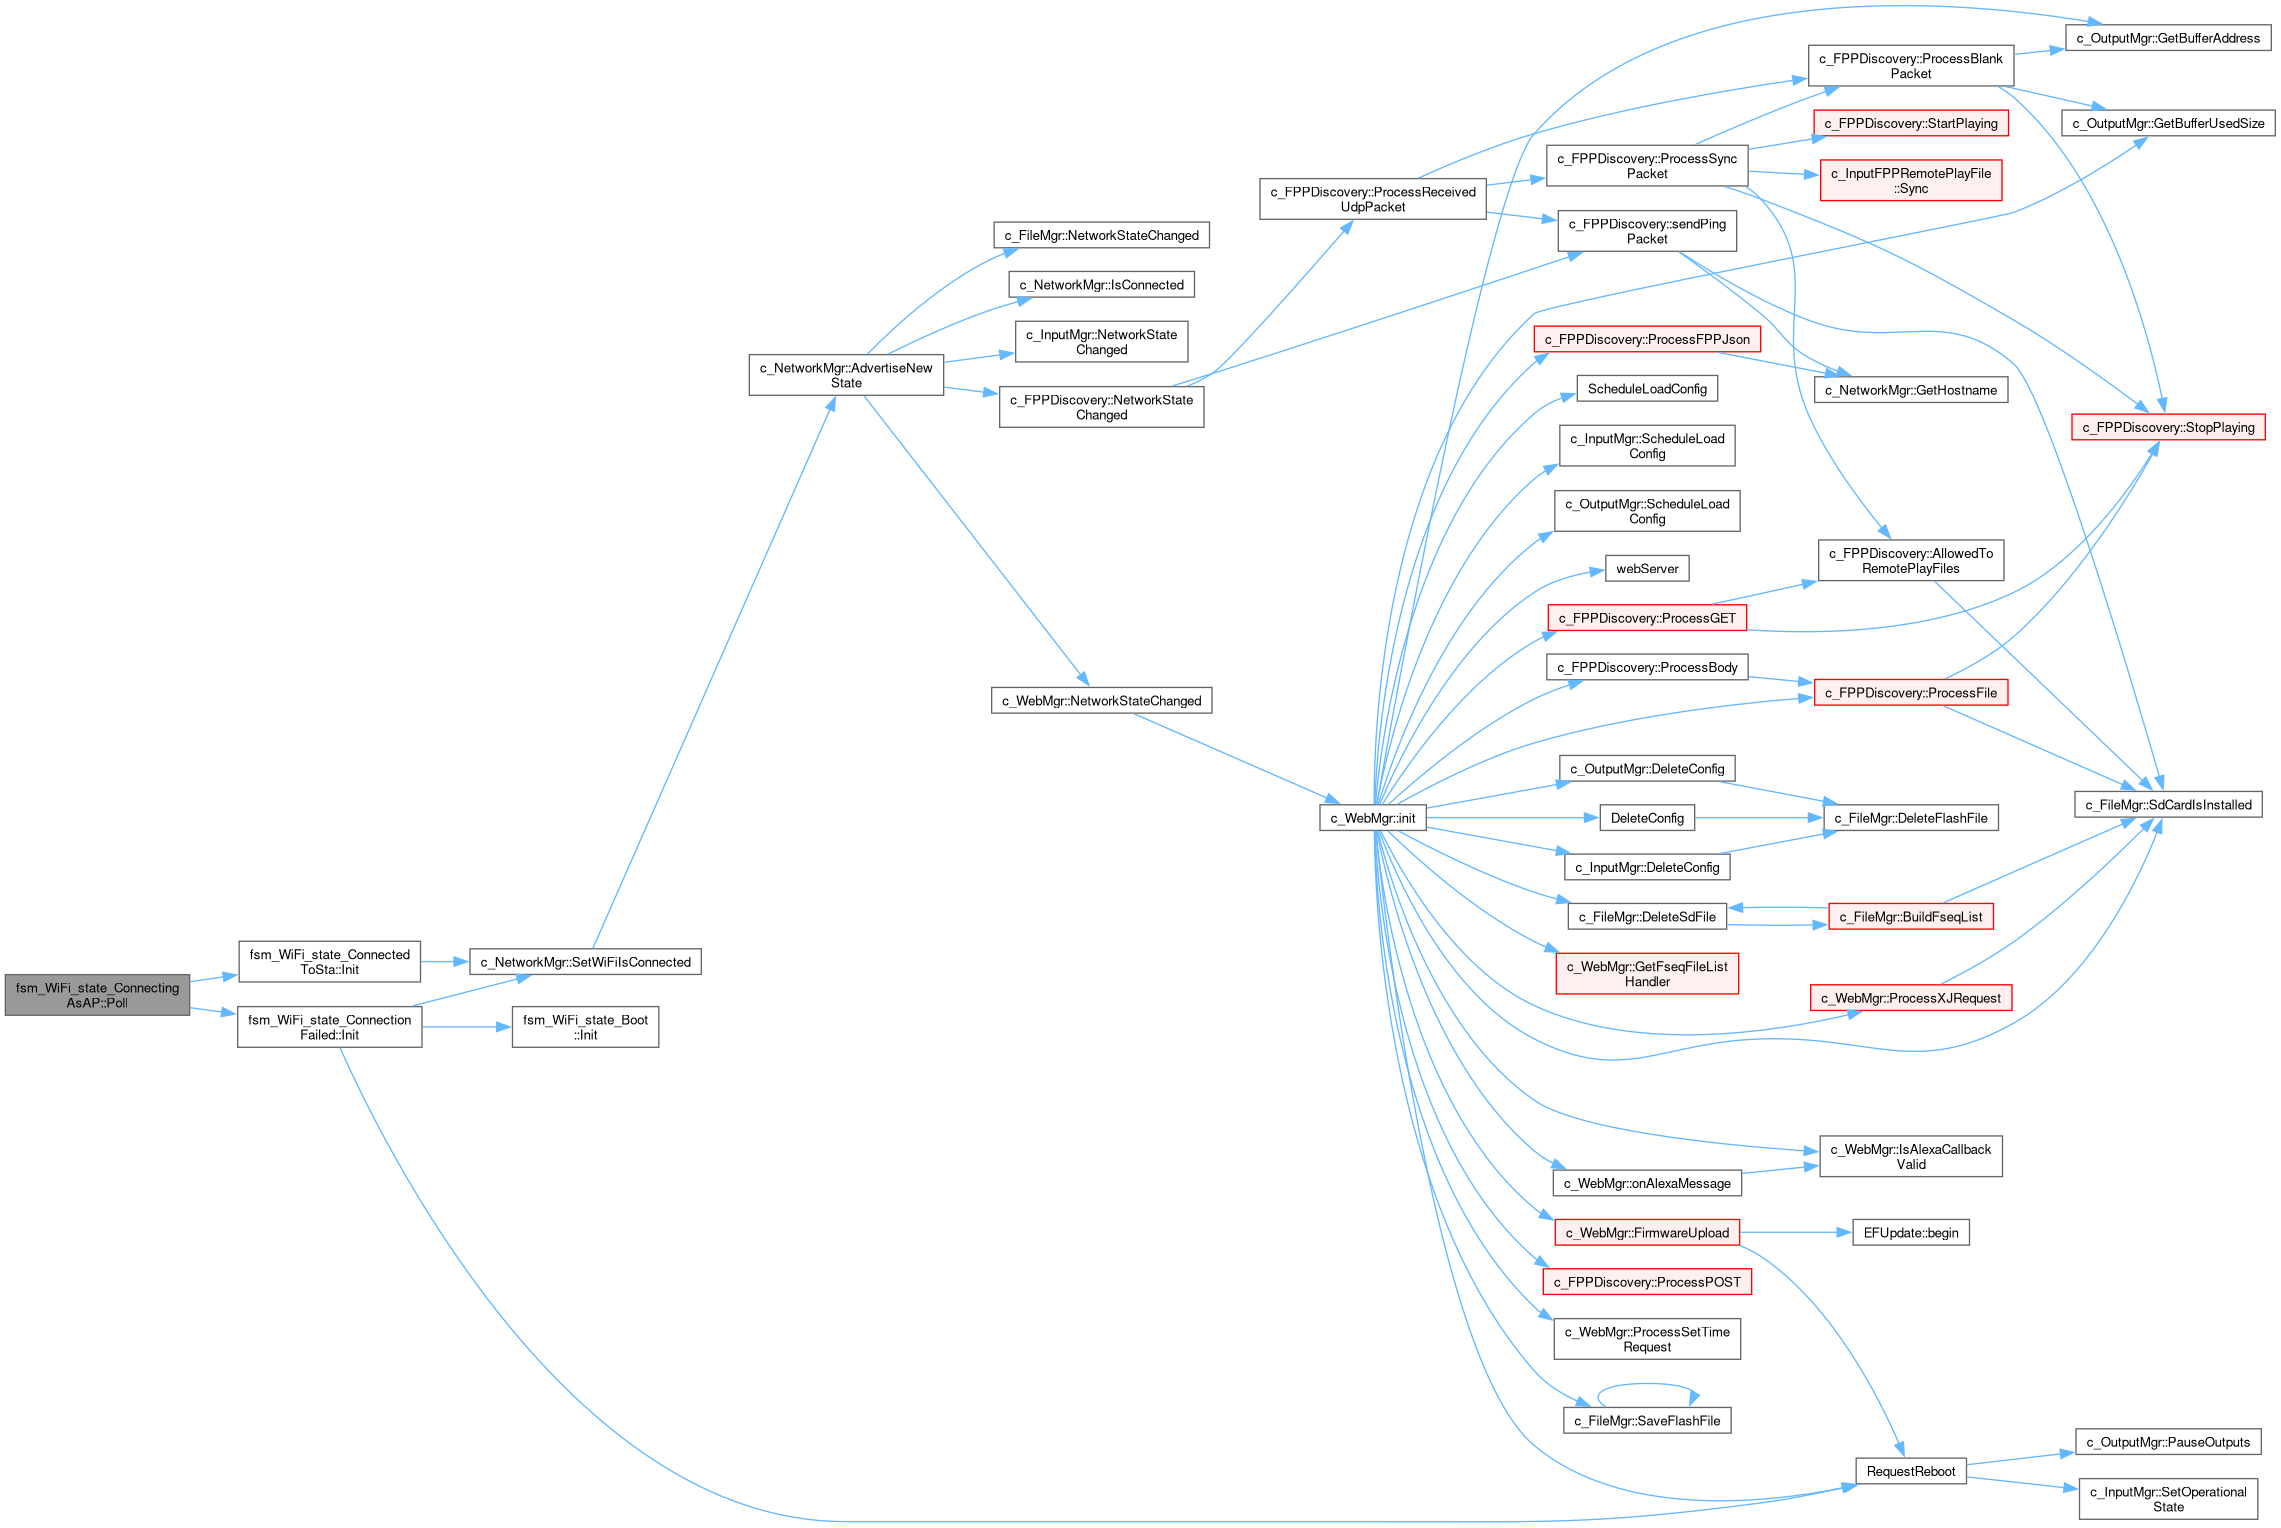 fsm_WiFi_state_Connecting
AsAP::Poll
fsm_WiFi_state_Connected
ToSta::Init
fsm_WiFi_state_Connection
Failed::Init
c_NetworkMgr::SetWiFiIsConnected
fsm_WiFi_state_Boot
::Init
c_NetworkMgr::AdvertiseNew
State
c_FileMgr::NetworkStateChanged
c_NetworkMgr::IsConnected
c_InputMgr::NetworkState
Changed
c_FPPDiscovery::NetworkState
Changed
c_WebMgr::NetworkStateChanged
c_FPPDiscovery::ProcessReceived
UdpPacket
c_WebMgr::init
c_FPPDiscovery::ProcessSync
Packet
c_FPPDiscovery::sendPing
Packet
c_FPPDiscovery::ProcessFPPJson
ScheduleLoadConfig
c_InputMgr::ScheduleLoad
Config
c_OutputMgr::ScheduleLoad
Config
webServer
c_FPPDiscovery::ProcessGET
c_FPPDiscovery::ProcessBody
c_OutputMgr::DeleteConfig
DeleteConfig
c_InputMgr::DeleteConfig
c_FileMgr::DeleteSdFile
c_WebMgr::GetFseqFileList
Handler
c_WebMgr::onAlexaMessage
c_WebMgr::FirmwareUpload
c_FPPDiscovery::ProcessPOST
c_WebMgr::ProcessSetTime
Request
c_FileMgr::SaveFlashFile
c_FPPDiscovery::ProcessBlank
Packet
c_FPPDiscovery::StartPlaying
c_InputFPPRemotePlayFile
::Sync
c_NetworkMgr::GetHostname
c_FPPDiscovery::AllowedTo
RemotePlayFiles
c_FPPDiscovery::ProcessFile
c_FileMgr::DeleteFlashFile
c_FileMgr::BuildFseqList
c_WebMgr::ProcessXJRequest
c_WebMgr::IsAlexaCallback
Valid
EFUpdate::begin
RequestReboot
c_OutputMgr::GetBufferAddress
c_OutputMgr::GetBufferUsedSize
c_FPPDiscovery::StopPlaying
c_FileMgr::SdCardIsInstalled
c_OutputMgr::PauseOutputs
c_InputMgr::SetOperational
State